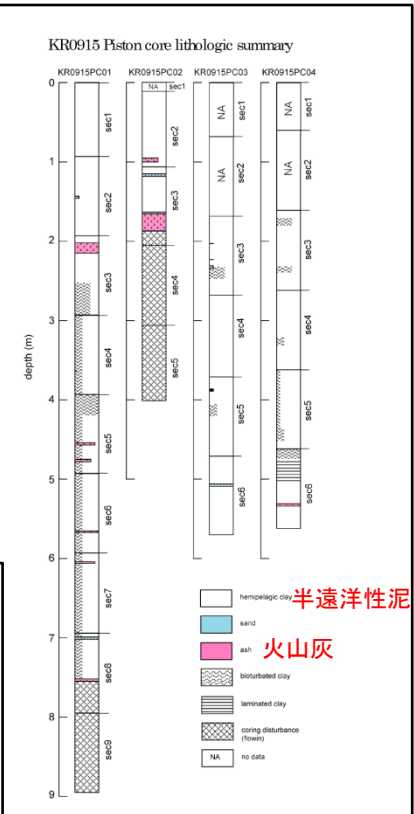 KR0915 Piston core lithologic summary
KR0915PC01 KR0915PC02 KR0915PC03 KR0915PC04
depth (m)
0
1
2
3
4
5
6
7
8
9
sec1
sec2
sec3
sec4
sec5
sec6
sec7
sec8
sec9
NA
sec1
sec2
sec3
sec4
sec5
NA
NA
sec1
sec2
sec3
sec4
sec5
sec6
NA
NA
sec1
sec2
sec3
sec4
sec5
sec6
hemipelagic clay 半遠洋性泥
sand
ash 火山灰
bioturbated clay
laminated clay
coring disturbance
(flowin)
NA no data